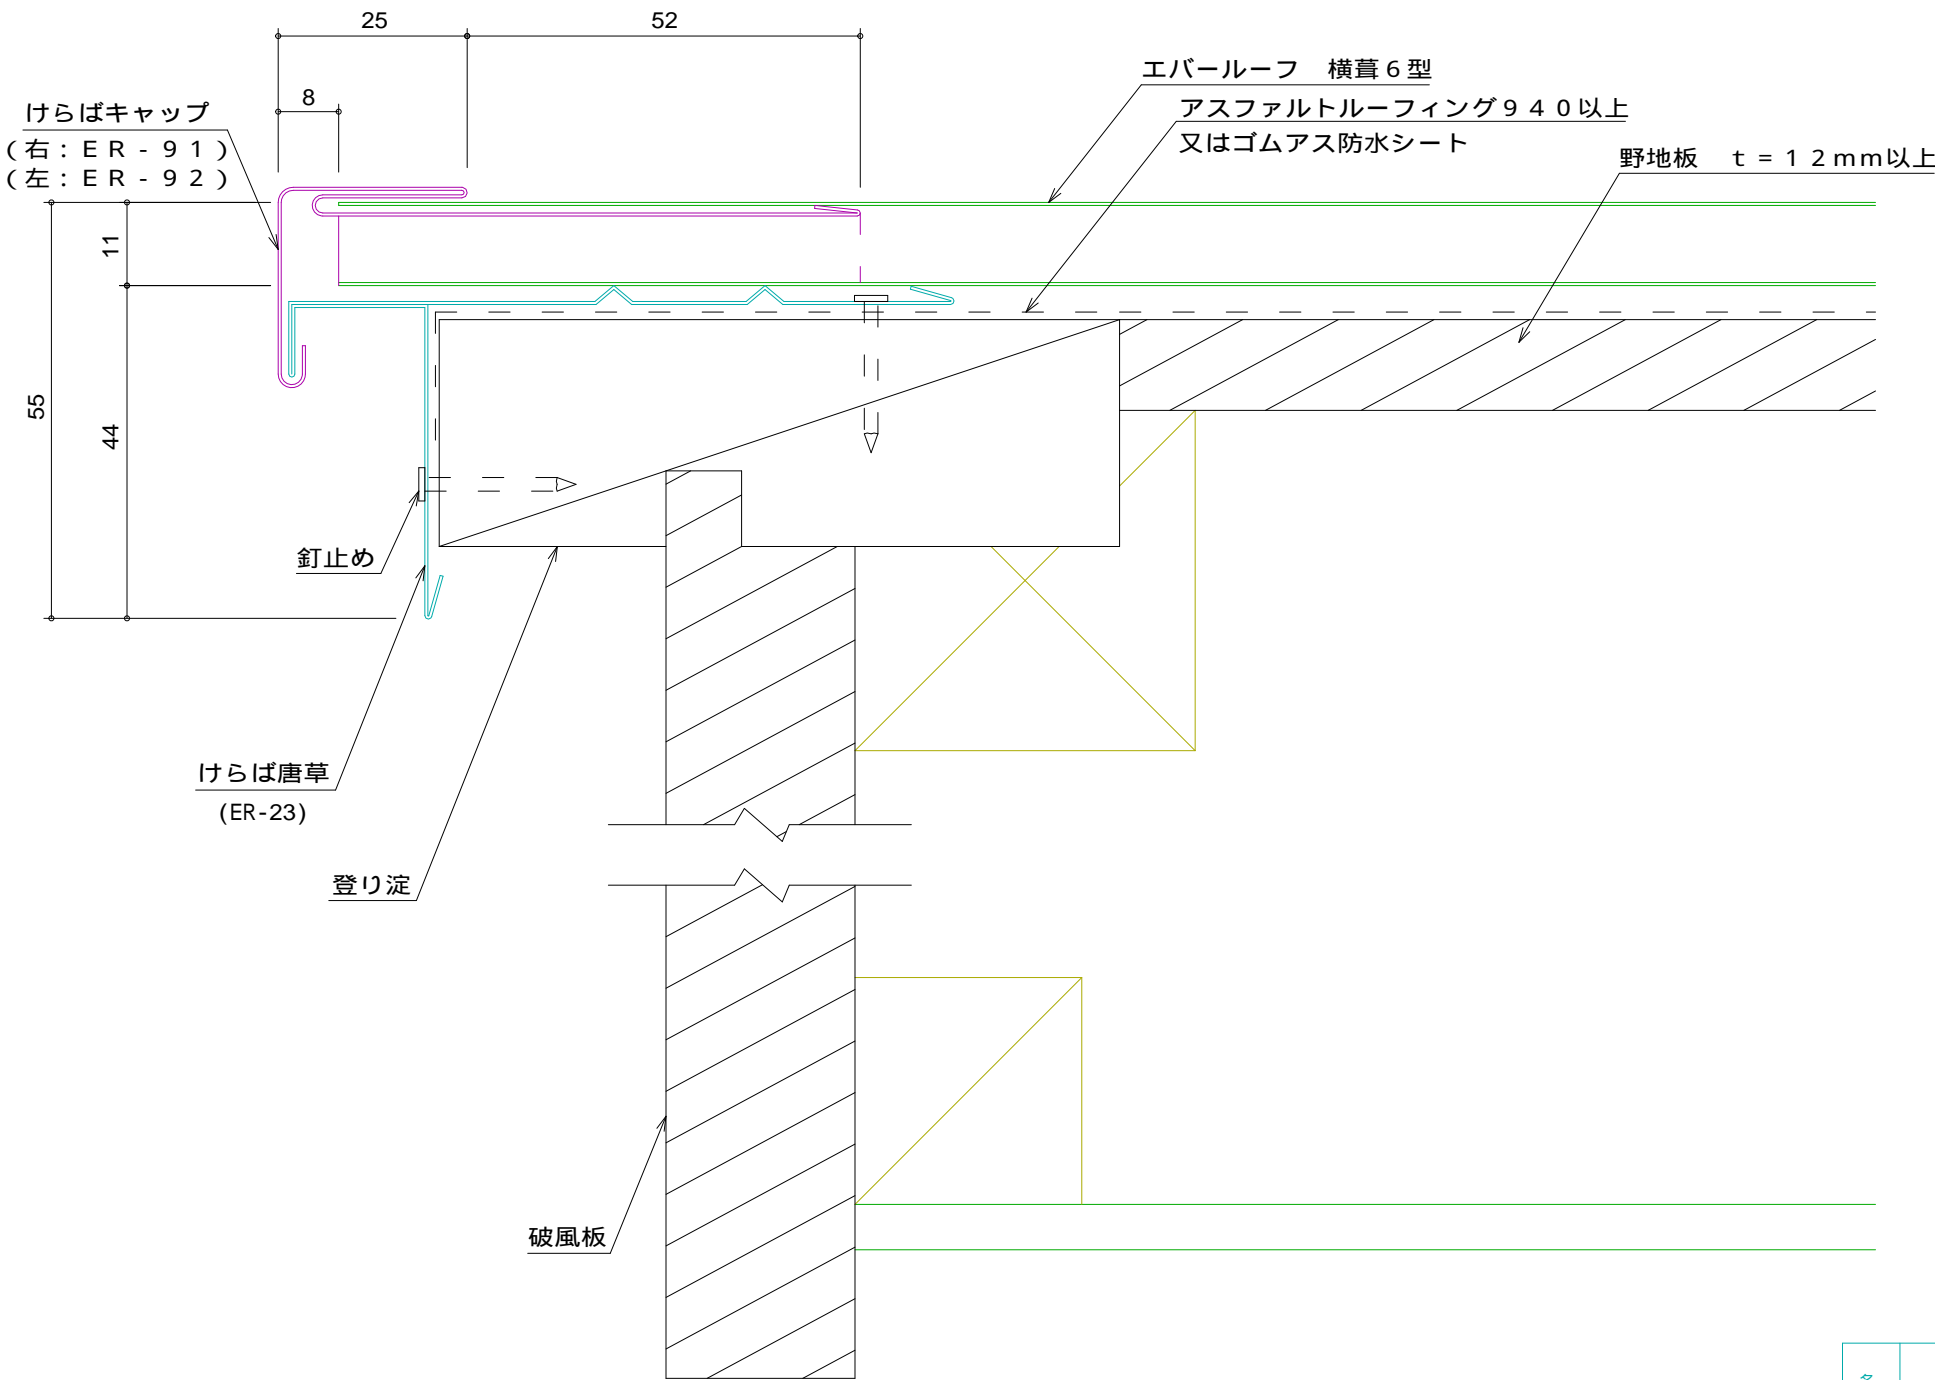 25
52
8
エバールーフ　横葺６型
けらばキャップ
（右：ＥＲ-９１）
（左：ＥＲ-９２）
アスファルトルーフィング９４０以上
又はゴムアス防水シート
野地板　ｔ＝１２mm以上
11
55
44
釘止め
けらば唐草
(ER-23)
登り淀
破風板